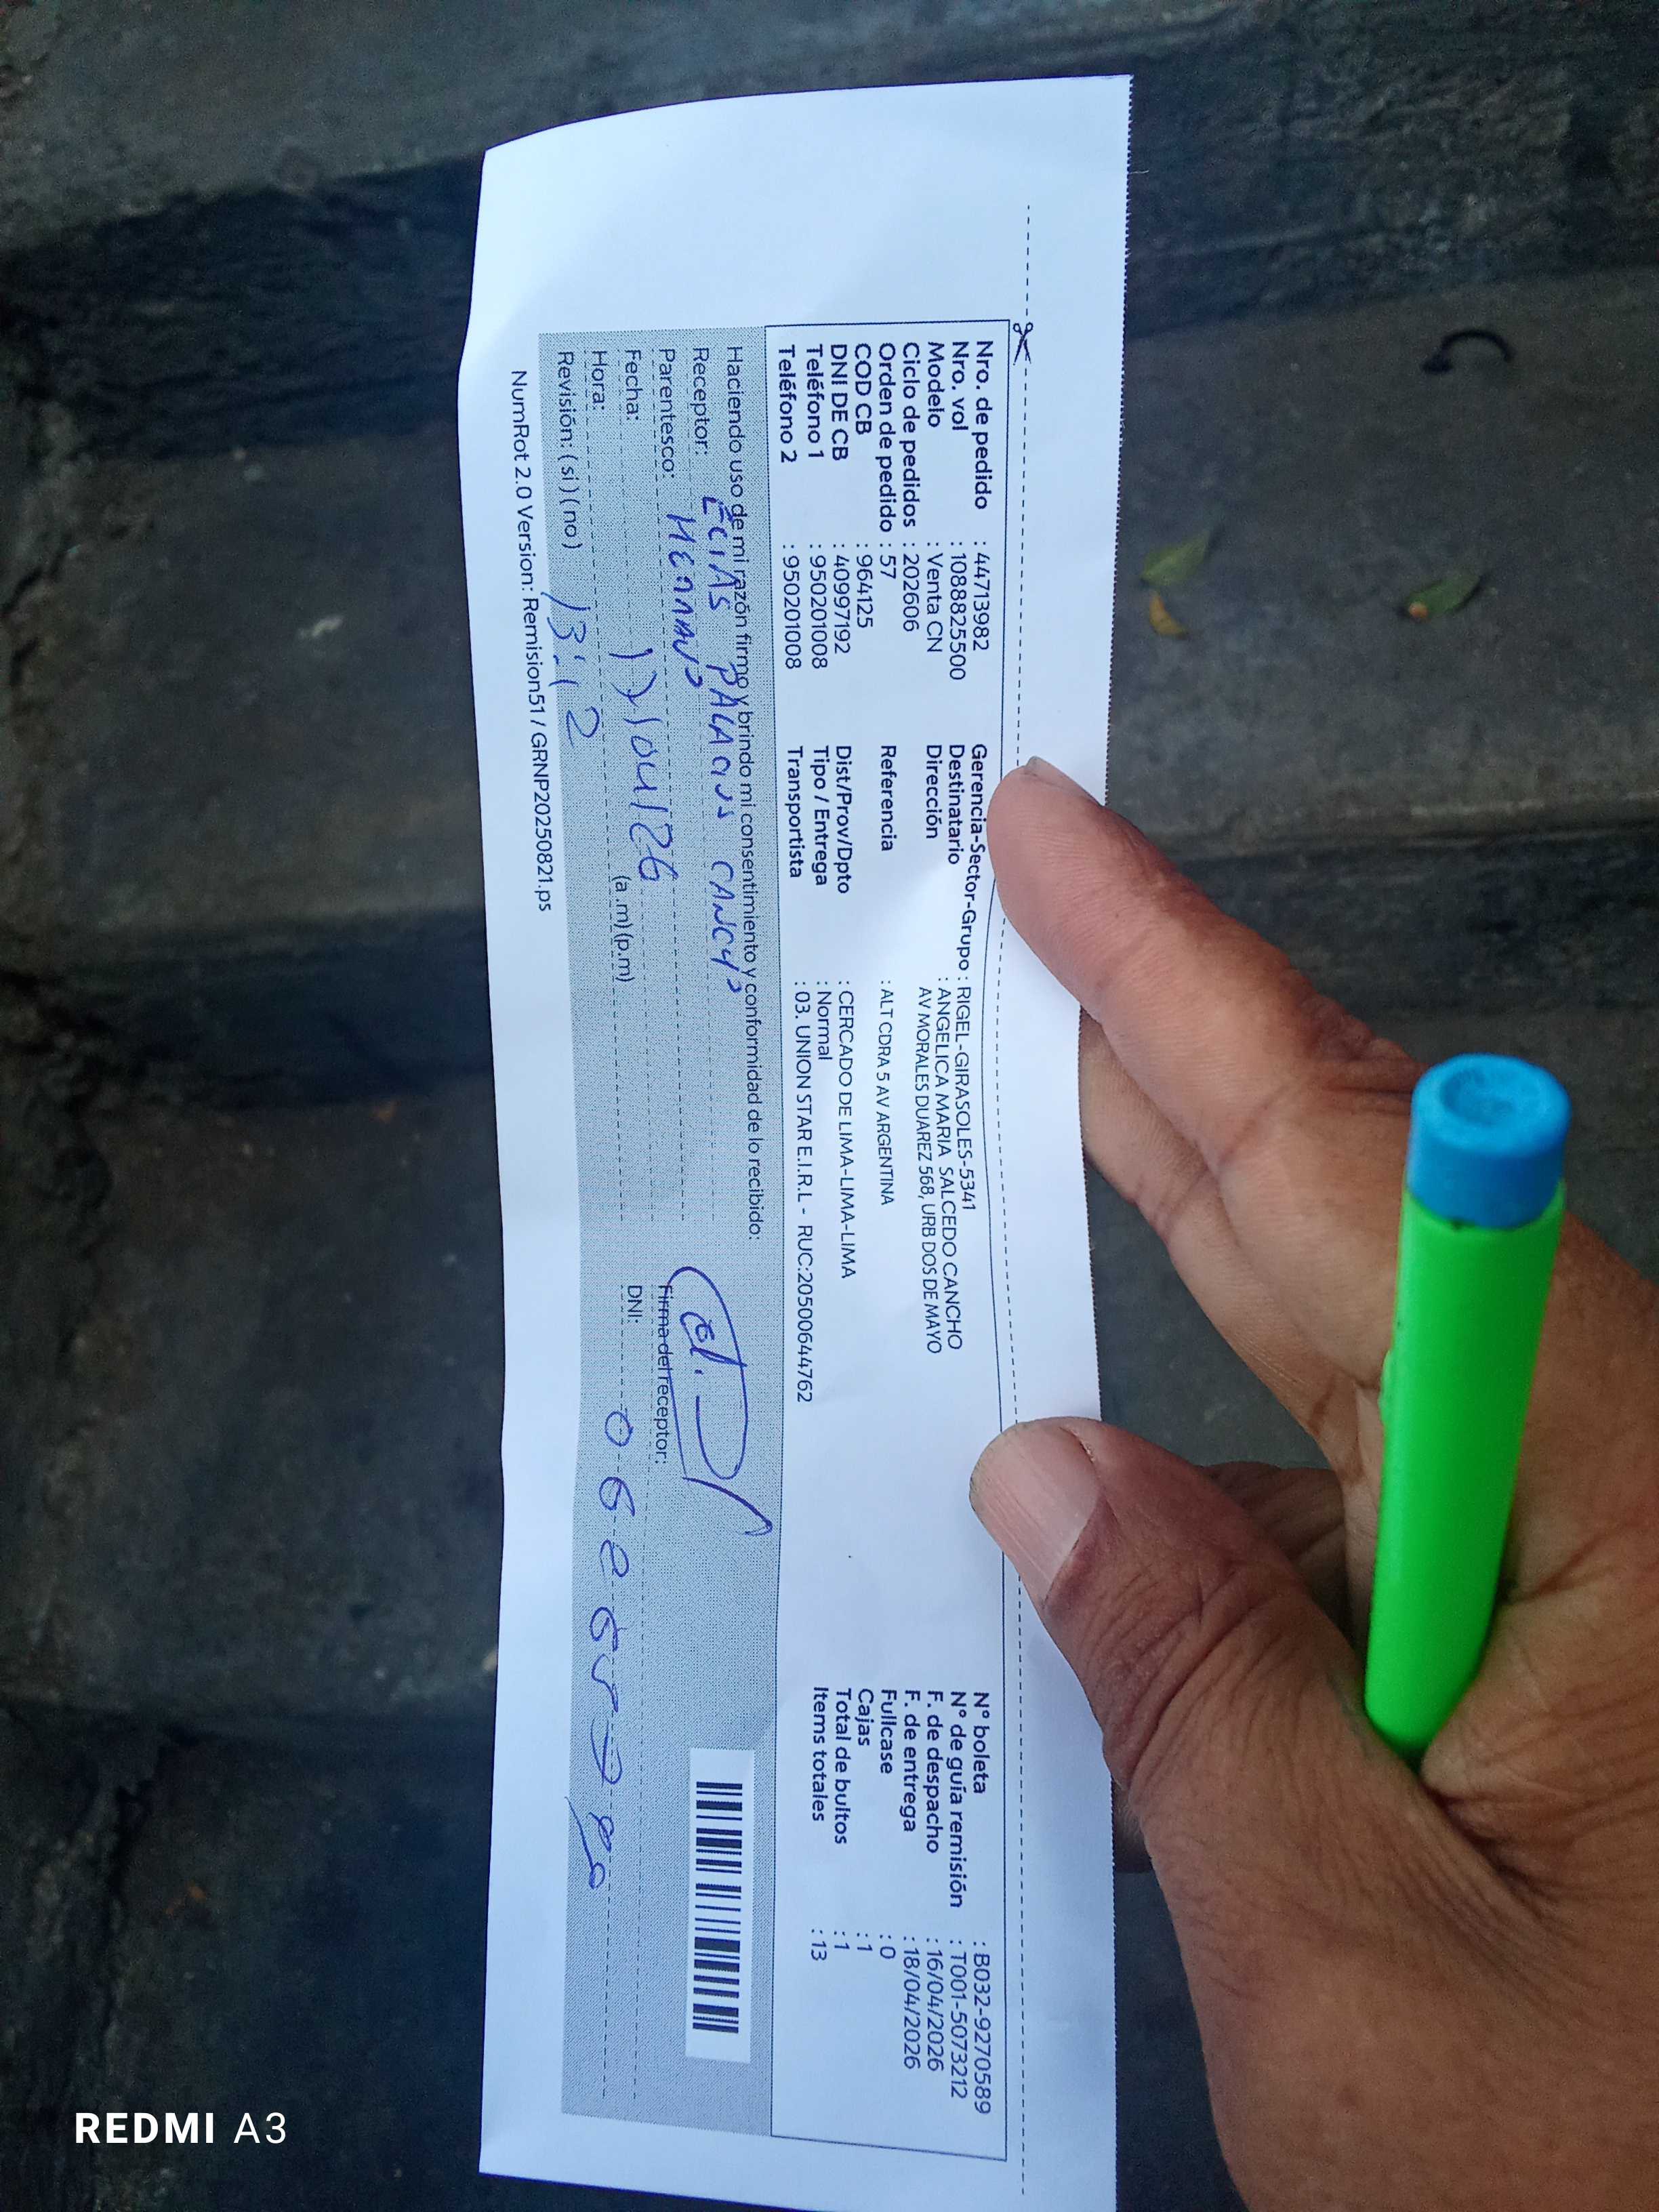 Nro. de pedido : 44713982
Nro. vol : 1088825500
Modelo : Venta CN
Ciclo de pedidos : 202606
Orden de pedido : 57
COD CB : 964125
DNI DE CB : 40997192
Teléfono 1 : 950201008
Teléfono 2 : 950201008
Gerencia-Sector-Grupo : RIGEL-GIRASOLES-5341
Destinatario : ANGELICA MARIA SALCEDO CANCHO
Dirección AV MORALES DUAREZ 568, URB DOS DE MAYO
Referencia : ALT CDRA 5 AV ARGENTINA
Dist/Prov/Dpto : CERCADO DE LIMA-LIMA-LIMA
Tipo / Entrega : Normal
Transportista : 03. UNION STAR E.I.R.L - RUC:20500644762
N° boleta : B032-9270589
N° de guía remisión : T001-5073212
F. de despacho : 16/04/2026
F. de entrega : 18/04/2026
Fullcase : 0
Cajas : 1
Total de bultos : 1
Items totales : 13
Haciendo uso de mi razón firmo y brindo mi consentimiento y conformidad de lo recibido:
Receptor: PALACIOS
Parentesco: HERMANO
Fecha: 17/04/26
Hora: 13:12 (a .m) (p.m)
Revisión: ( si ) ( no )
Firma del receptor:
DNI:
NumRot 2.0 Version: Remision51 / GRNP20250821.ps
REDMI A3